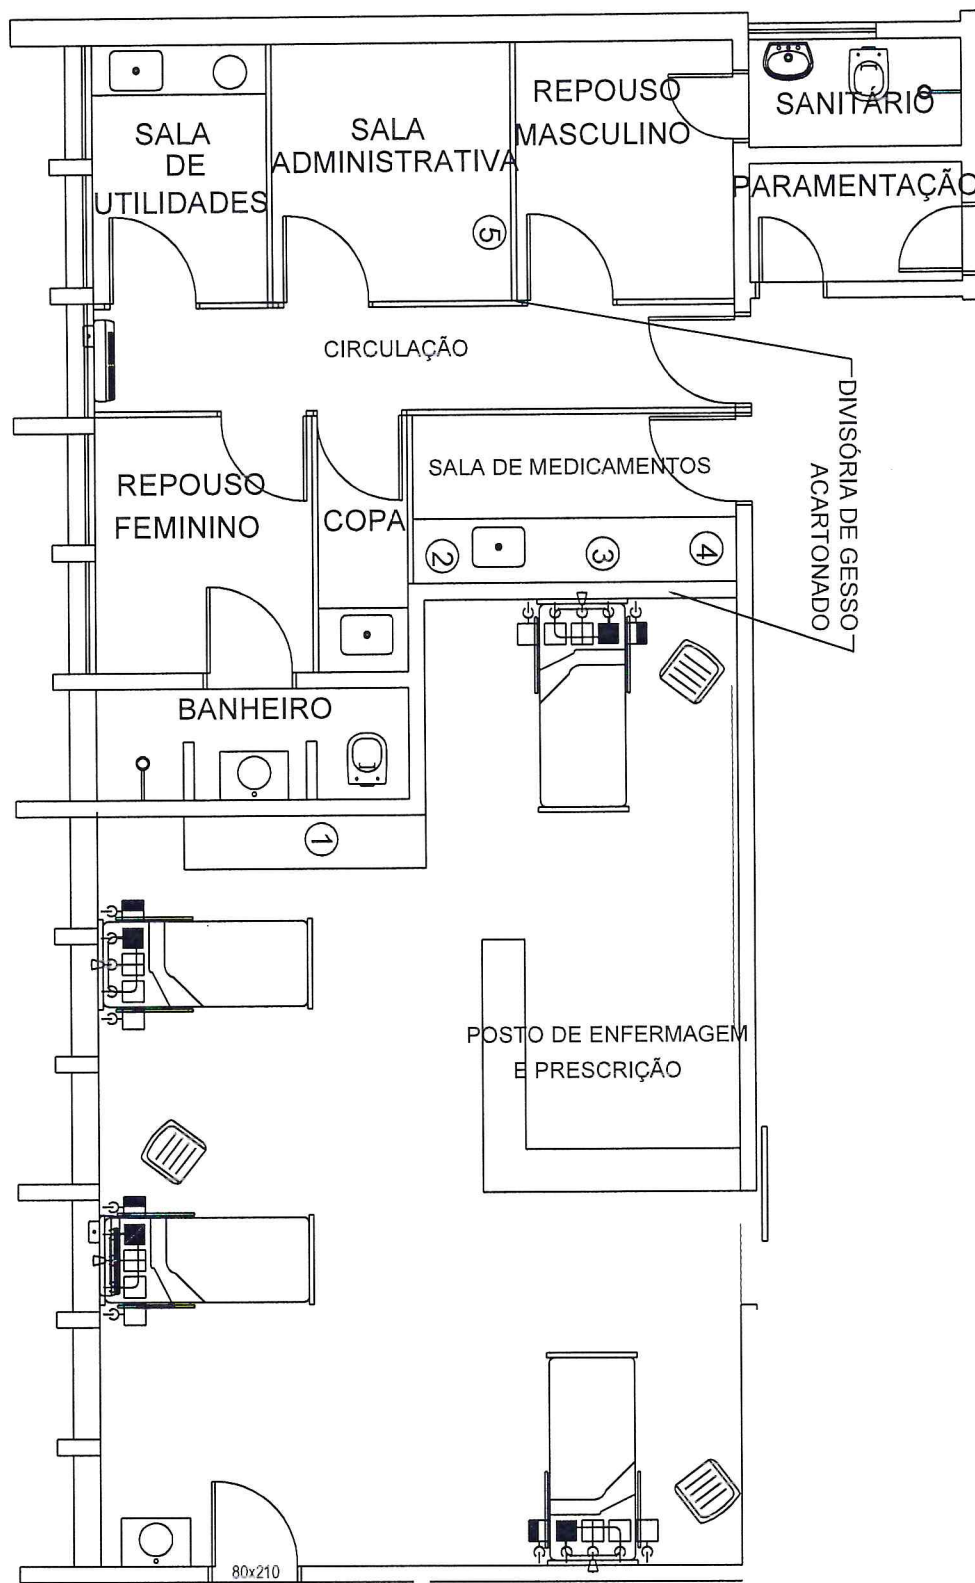 REPOUSO
MASCULINO
SANITÁRIO
SALA
DE
UTILIDADES
SALA
ADMINISTRATIVA
PARAMENTAÇÃO
5
CIRCULAÇÃO
DIVISÓRIA DE GESSO
ACARTONADO
SALA DE MEDICAMENTOS
REPOUSO
FEMININO
COPA
2
3
4
BANHEIRO
1
POSTO DE ENFERMAGEM
E PRESCRIÇÃO
80x210